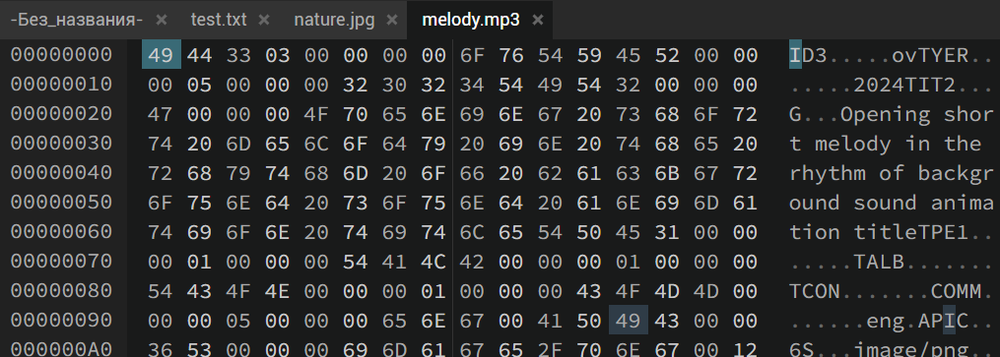 -Без_названия- × test.txt × nature.jpg × melody.mp3 ×
00000000 49 44 33 03 00 00 00 00 6F 76 54 59 45 52 00 00 ID3.....ovTYER..
00000010 00 05 00 00 00 32 30 32 34 54 49 54 32 00 00 00 .....2024TIT2...
00000020 47 00 00 00 4F 70 65 6E 69 6E 67 20 73 68 6F 72 G...Opening shor
00000030 74 20 6D 65 6C 6F 64 79 20 69 6E 20 74 68 65 20 t melody in the
00000040 72 68 79 74 68 6D 20 6F 66 20 62 61 63 6B 67 72 rhythm of backgr
00000050 6F 75 6E 64 20 73 6F 75 6E 64 20 61 6E 69 6D 61 ound sound anima
00000060 74 69 6F 6E 20 74 69 74 6C 65 54 50 45 31 00 00 tion titleTPE1..
00000070 00 01 00 00 00 54 41 4C 42 00 00 00 01 00 00 00 .....TALB.......
00000080 54 43 4F 4E 00 00 00 01 00 00 00 43 4F 4D 4D 00 TCON.......COMM.
00000090 00 00 05 00 00 00 65 6E 67 00 41 50 49 43 00 00 ......eng.APIC..
000000A0 36 53 00 00 00 69 6D 61 67 65 2F 70 6E 67 00 12 6S...image/png..